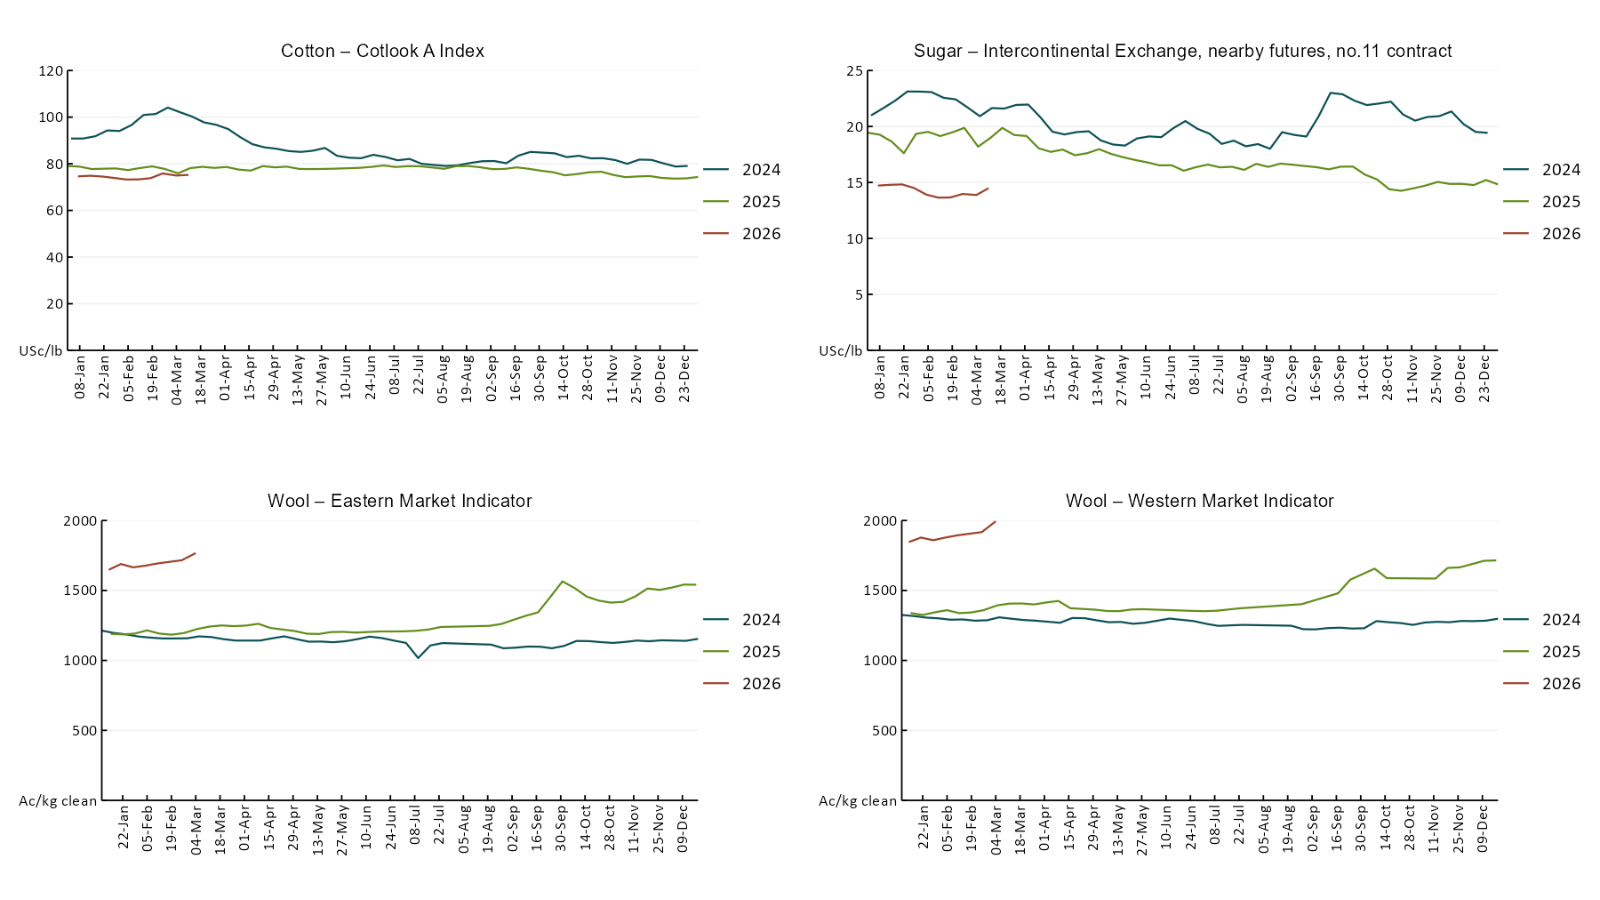 Cotton – Cotlook A Index
120
100
80
60
40
20
USc/lb
08-Jan
22-Jan
05-Feb
19-Feb
04-Mar
18-Mar
01-Apr
15-Apr
29-Apr
13-May
27-May
10-Jun
24-Jun
08-Jul
22-Jul
05-Aug
19-Aug
02-Sep
16-Sep
30-Sep
14-Oct
28-Oct
11-Nov
25-Nov
09-Dec
23-Dec
2024
2025
2026
Sugar – Intercontinental Exchange, nearby futures, no.11 contract
25
20
15
10
5
USc/lb
08-Jan
22-Jan
05-Feb
19-Feb
04-Mar
18-Mar
01-Apr
15-Apr
29-Apr
13-May
27-May
10-Jun
24-Jun
08-Jul
22-Jul
05-Aug
19-Aug
02-Sep
16-Sep
30-Sep
14-Oct
28-Oct
11-Nov
25-Nov
09-Dec
23-Dec
2024
2025
2026
Wool – Eastern Market Indicator
2000
1500
1000
500
Ac/kg clean
22-Jan
05-Feb
19-Feb
04-Mar
18-Mar
01-Apr
15-Apr
29-Apr
13-May
27-May
10-Jun
24-Jun
08-Jul
22-Jul
05-Aug
19-Aug
02-Sep
16-Sep
30-Sep
14-Oct
28-Oct
11-Nov
25-Nov
09-Dec
2024
2025
2026
Wool – Western Market Indicator
2000
1500
1000
500
Ac/kg clean
22-Jan
05-Feb
19-Feb
04-Mar
18-Mar
01-Apr
15-Apr
29-Apr
13-May
27-May
10-Jun
24-Jun
08-Jul
22-Jul
05-Aug
19-Aug
02-Sep
16-Sep
30-Sep
14-Oct
28-Oct
11-Nov
25-Nov
09-Dec
2024
2025
2026